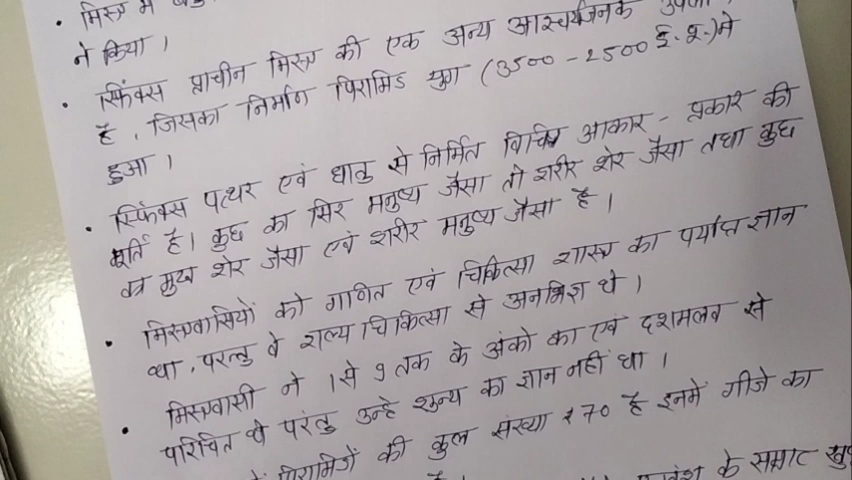 • मिस्त्र में
ने किया ।
• स्फिंक्स प्राचीन मिस्त्र की एक अन्य आश्चर्यजनक
है , जिसका निर्माण पिरामिड युग (3500 - 2500 ई. पू.) मे
हुआ ।
• स्फिंक्स पत्थर एवं धातु से निर्मित विचित्र आकार - प्रकार की
मूर्ति है। कुछ का सिर मनुष्य जैसा तो शरीर शेर जैसा तथा कुछ
का मुख शेर जैसा एवं शरीर मनुष्य जैसा है ।
• मिस्त्रवासियों को गणित एवं चिकित्सा शास्त्र का पर्याप्त ज्ञान
था , परन्तु वे शल्य चिकित्सा से अनभिज्ञ थे ।
• मिस्त्रवासी ने 1 से 9 तक के अंको का एवं दशमलव से
परिचित थे परंतु उन्हे शुन्य का ज्ञान नहीं था ।
पिरामिडों की कुल संख्या 70 है इनमें गीजे का
के सम्राट